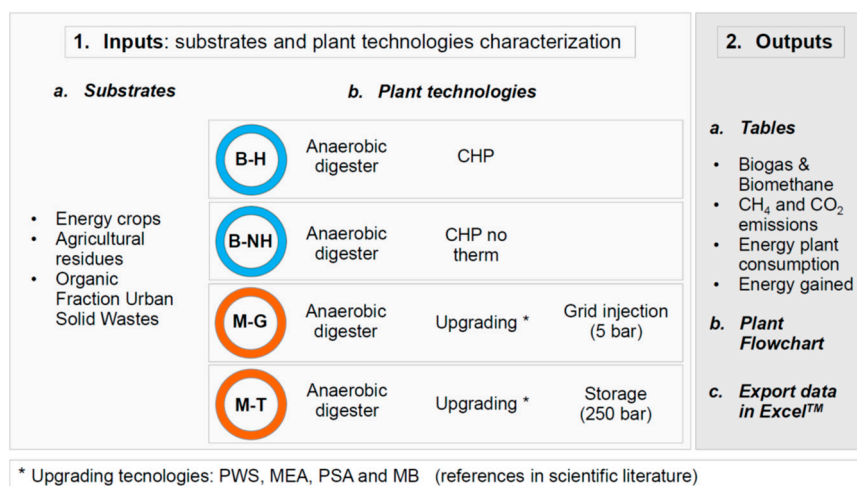 1. Inputs: substrates and plant technologies characterization
a. Substrates
b. Plant technologies
• Energy crops
• Agricultural
residues
• Organic
Fraction Urban
Solid Wastes
B-H
Anaerobic
digester
CHP
B-NH
Anaerobic
digester
CHP no
therm
M-G
Anaerobic
digester
Upgrading *
Grid injection
(5 bar)
M-T
Anaerobic
digester
Upgrading *
Storage
(250 bar)
2. Outputs
a. Tables
• Biogas &
Biomethane
• CH4 and CO2
emissions
• Energy plant
consumption
• Energy gained
b. Plant
Flowchart
c. Export data
in Excel™
* Upgrading tecnologies: PWS, MEA, PSA and MB (references in scientific literature)